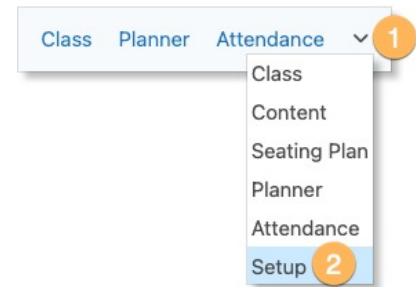 Class Planner Attendance 1
Class
Content
Seating Plan
Planner
Attendance
Setup 2